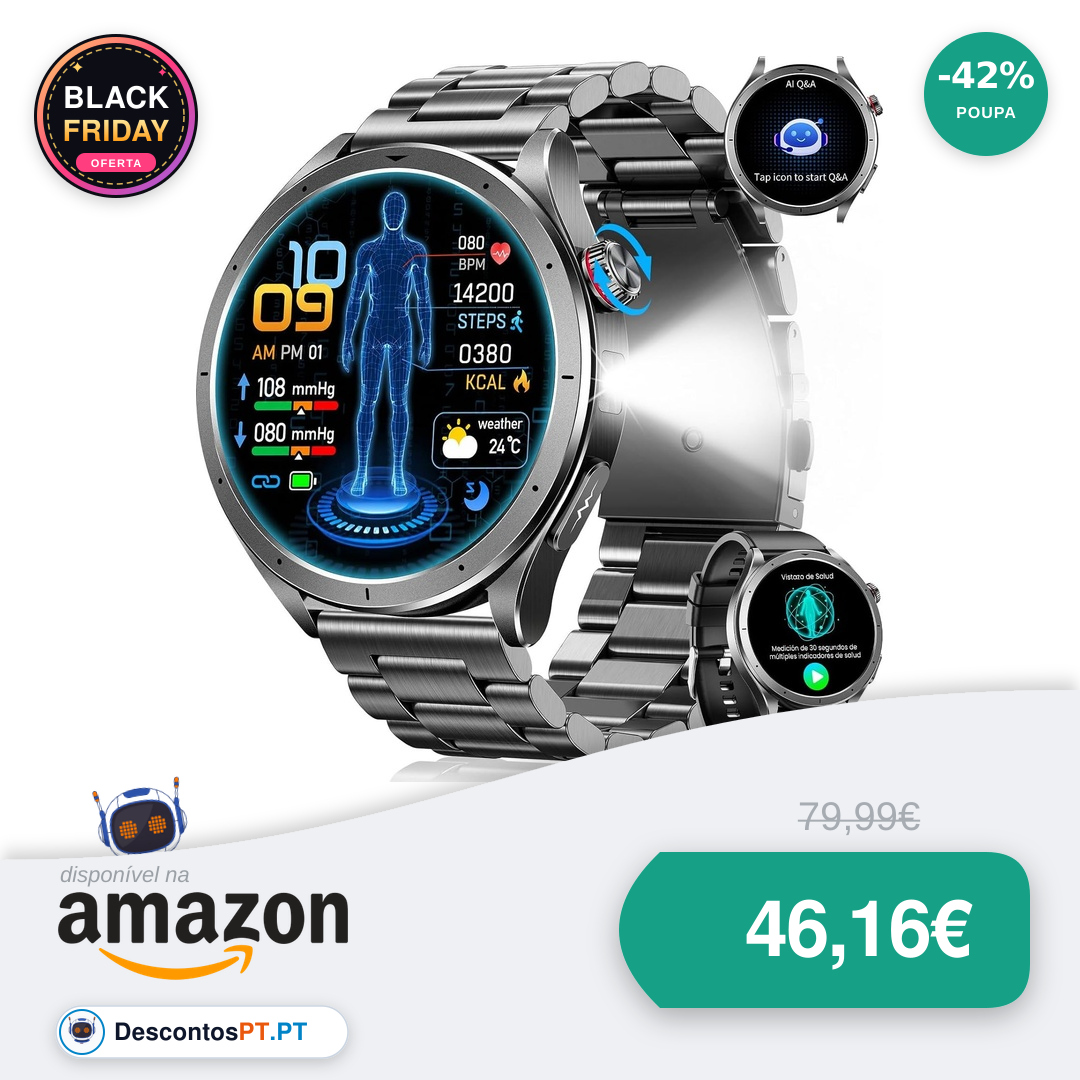 BLACK
FRIDAY
OFERTA
-42%
POUPA
AI Q&A
Tap icon to start Q&A
10
09
AM PM 01
108 mmHg
080 mmHg
080
BPM
14200
STEPS
0380
KCAL
weather
24°C
Vistazo de Salud
Medición de 30 segundos de
múltiples indicadores de salud
79,99€
46,16€
disponível na
amazon
DescontosPT.PT